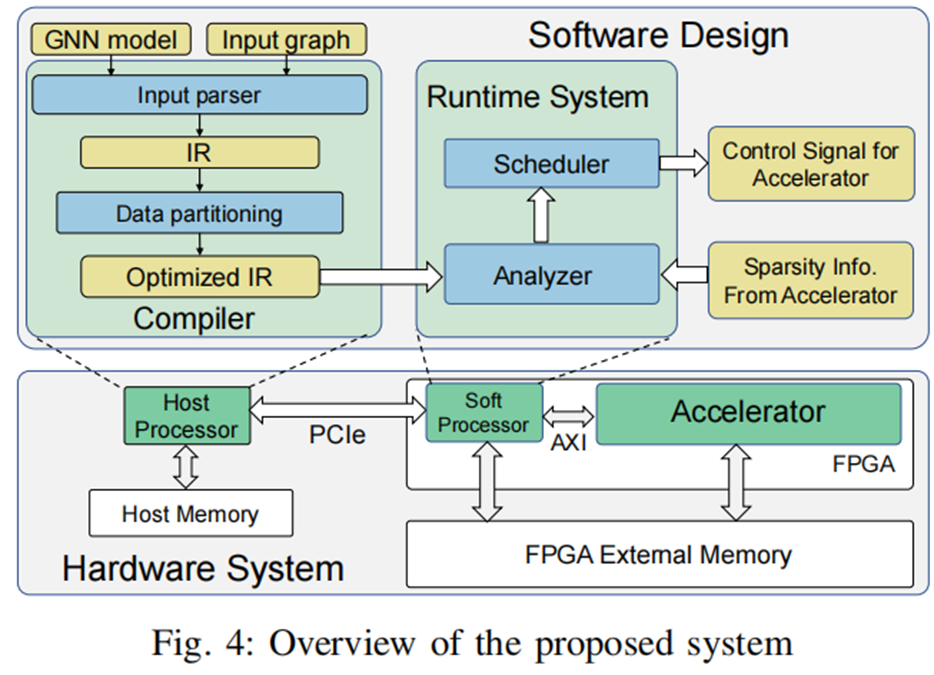 GNN model
Input graph
Software Design
Input parser
IR
Data partitioning
Optimized IR
Compiler
Runtime System
Scheduler
Analyzer
Control Signal for
Accelerator
Sparsity Info.
From Accelerator
Host
Processor
PCIe
Soft
Processor
AXI
Accelerator
FPGA
Host Memory
FPGA External Memory
Hardware System
Fig. 4: Overview of the proposed system